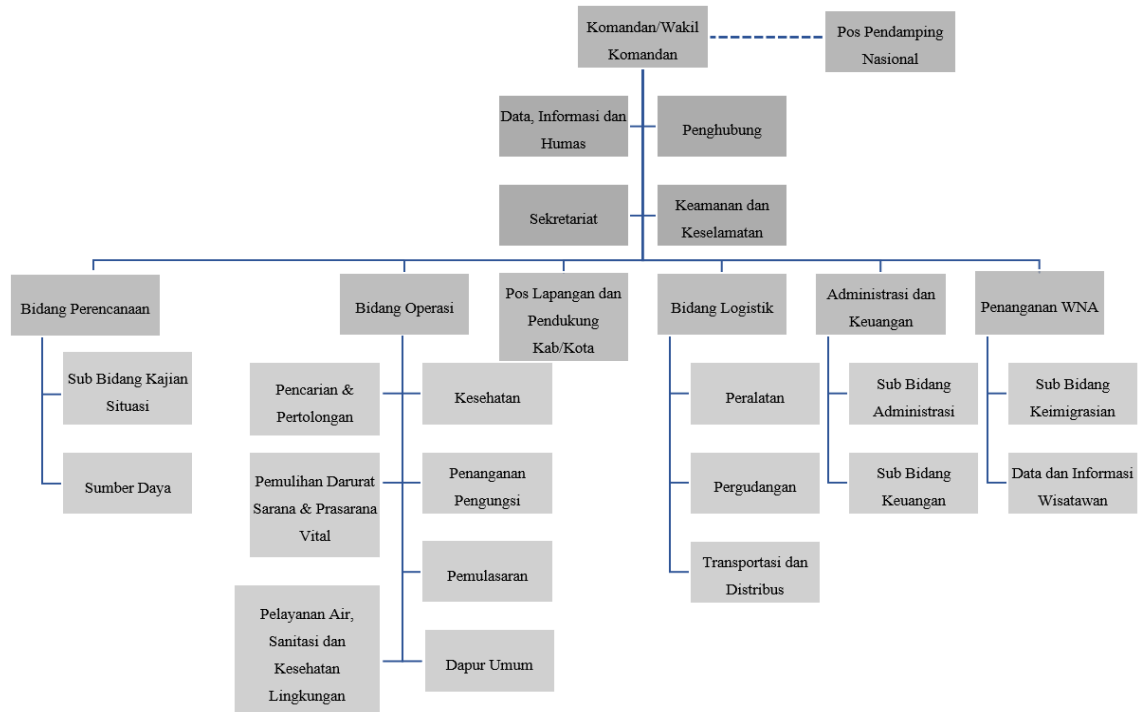 Komandan/Wakil
Komandan
Pos Pendamping
Nasional
Data, Informasi dan
Humas
Penghubung
Sekretariat
Keamanan dan
Keselamatan
Bidang Perencanaan
Bidang Operasi
Pos Lapangan dan
Pendukung
Kab/Kota
Bidang Logistik
Administrasi dan
Keuangan
Penanganan WNA
Sub Bidang Kajian
Situasi
Sumber Daya
Pencarian &
Pertolongan
Kesehatan
Pemulihan Darurat
Sarana & Prasarana
Vital
Penanganan
Pengungsi
Pemulasaran
Pelayanan Air,
Sanitasi dan
Kesehatan
Lingkungan
Dapur Umum
Peralatan
Pergudangan
Transportasi dan
Distribus
Sub Bidang
Administrasi
Sub Bidang
Keuangan
Sub Bidang
Keimigrasian
Data dan Informasi
Wisatawan